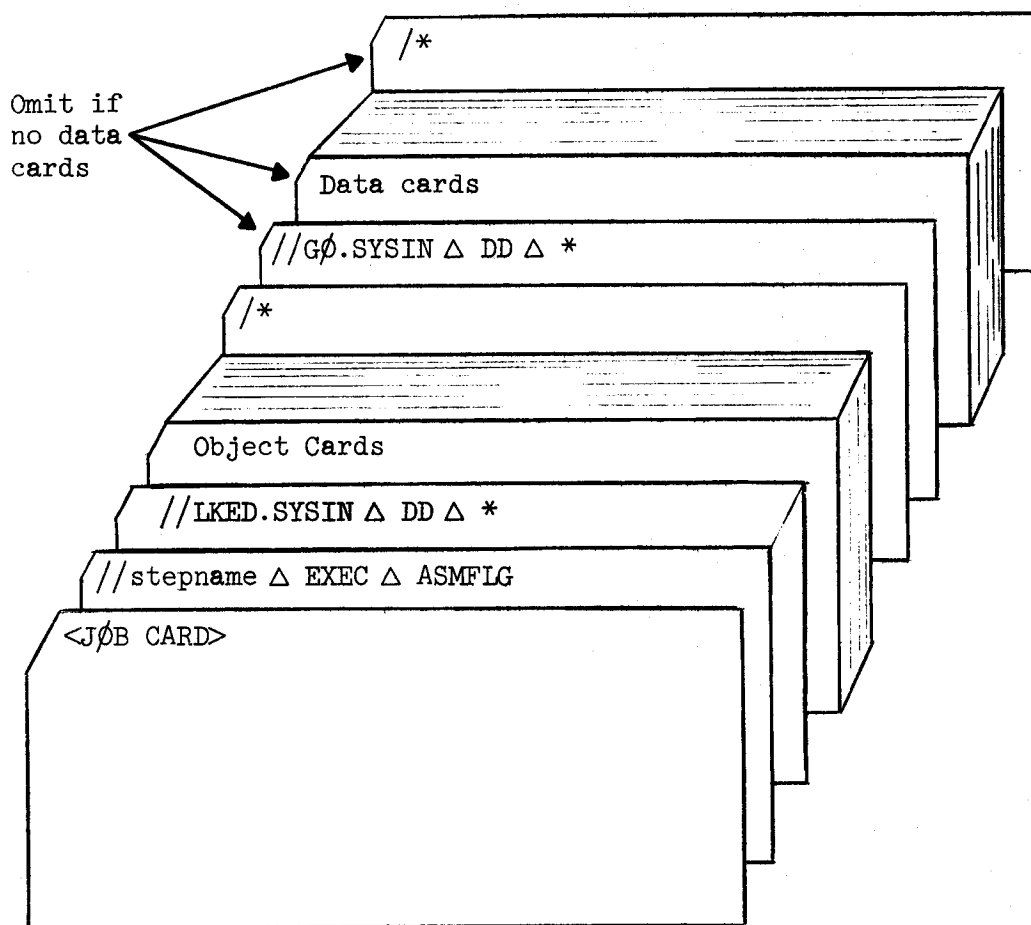 /*
Omit if
no data
cards
Data cards
//GØ.SYSIN △ DD △ *
/*
Object Cards
//LKED.SYSIN △ DD △ *
//stepname △ EXEC △ ASMFLG
<JØB CARD>